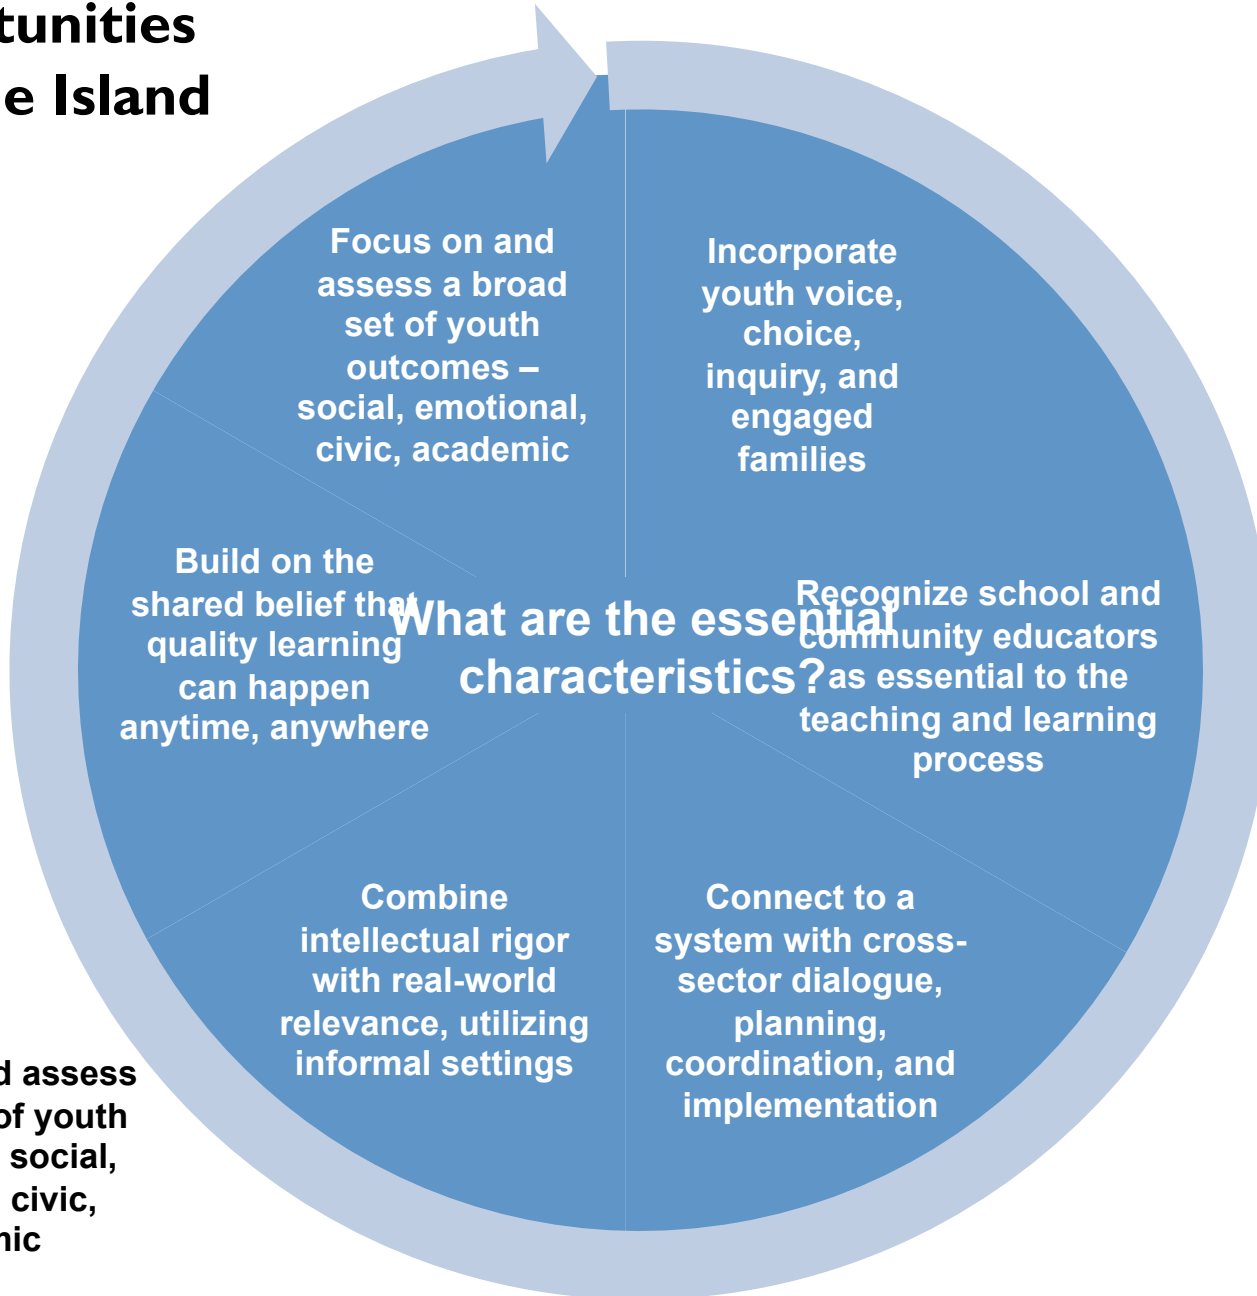 tunities
e Island
Focus on and
assess a broad
set of youth
outcomes –
social, emotional,
civic, academic
Incorporate
youth voice,
choice,
inquiry, and
engaged
families
Build on the
shared belief that
quality learning
can happen
anytime, anywhere
What are the essential
characteristics?
Recognize school and
community educators
as essential to the
teaching and learning
process
Combine
intellectual rigor
with real-world
relevance, utilizing
informal settings
Connect to a
system with cross-
sector dialogue,
planning,
coordination, and
implementation
d assess
of youth
social,
civic,
mic